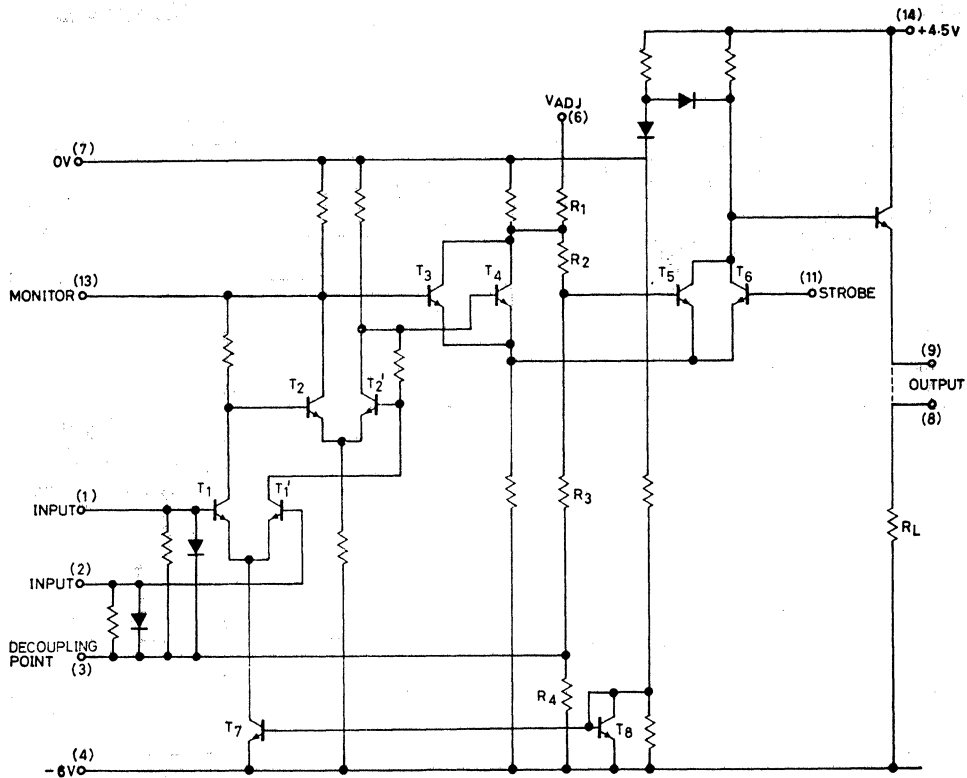 (14)
+4.5V
VADJ
(6)
(7)
0V
R1
R2
(13)
MONITOR
T3
T4
T5
T6
(11)
STROBE
(9)
OUTPUT
(8)
T2
T2'
T1
T1'
(1)
INPUT
R3
RL
(2)
INPUT
DECOUPLING
POINT
(3)
R4
T7
T8
(4)
-6V